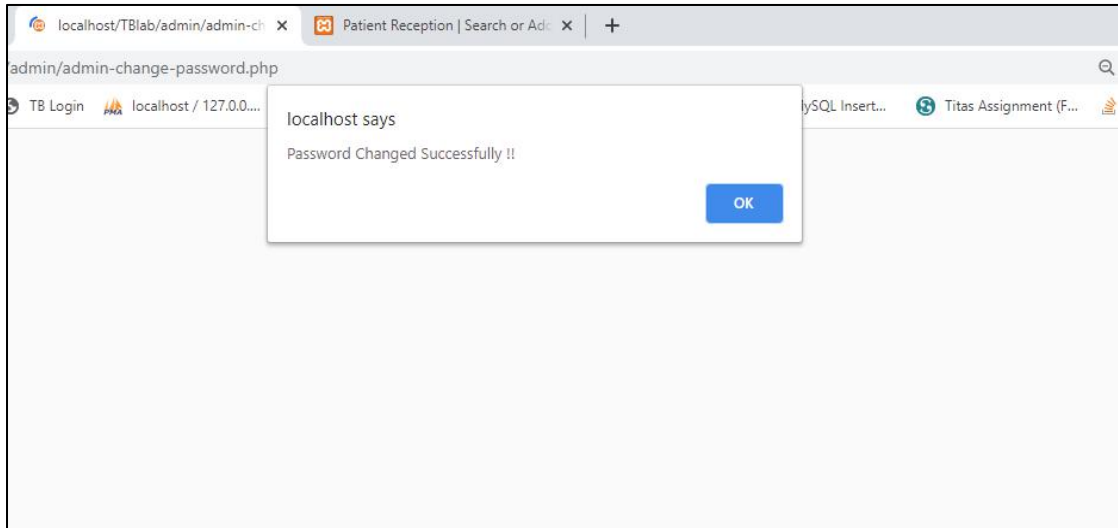 localhost/TBlab/admin/admin-ch
Patient Reception | Search or Add
/admin/admin-change-password.php
TB Login
PMA
localhost / 127.0.0....
ySQL Insert...
Titas Assignment (F...
localhost says
Password Changed Successfully !!
OK